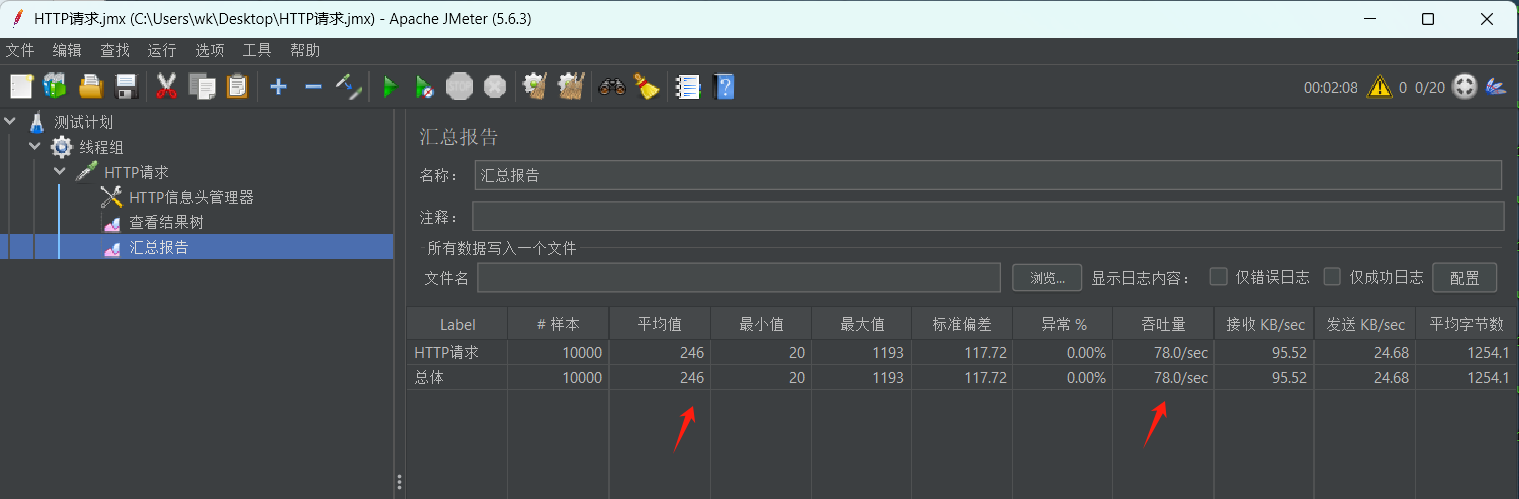 HTTP请求.jmx (C:\Users\wk\Desktop\HTTP请求.jmx) - Apache JMeter (5.6.3)
文件 编辑 查找 运行 选项 工具 帮助
STOP 00:02:08 0 0/20
测试计划
线程组
HTTP请求
HTTP信息头管理器
查看结果树
汇总报告
汇总报告
名称： 汇总报告
注释：
所有数据写入一个文件
文件名 浏览... 显示日志内容： 仅错误日志 仅成功日志 配置
Label # 样本 平均值 最小值 最大值 标准偏差 异常 % 吞吐量 接收 KB/sec 发送 KB/sec 平均字节数
HTTP请求 10000 246 20 1193 117.72 0.00% 78.0/sec 95.52 24.68 1254.1
总体 10000 246 20 1193 117.72 0.00% 78.0/sec 95.52 24.68 1254.1